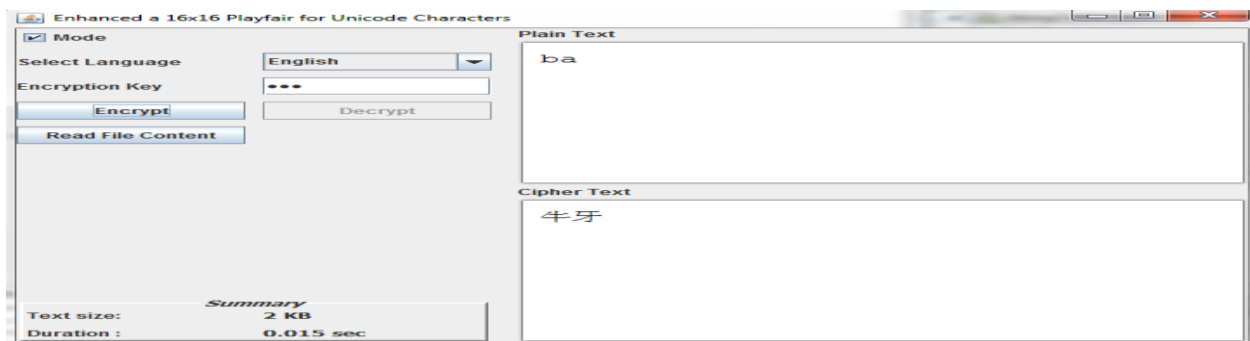 Enhanced a 16x16 Playfair for Unicode Characters
Mode
Select Language English
Encryption Key •••
Encrypt Decrypt
Read File Content
Summary
Text size: 2 KB
Duration : 0.015 sec
Plain Text
ba
Cipher Text
牛牙